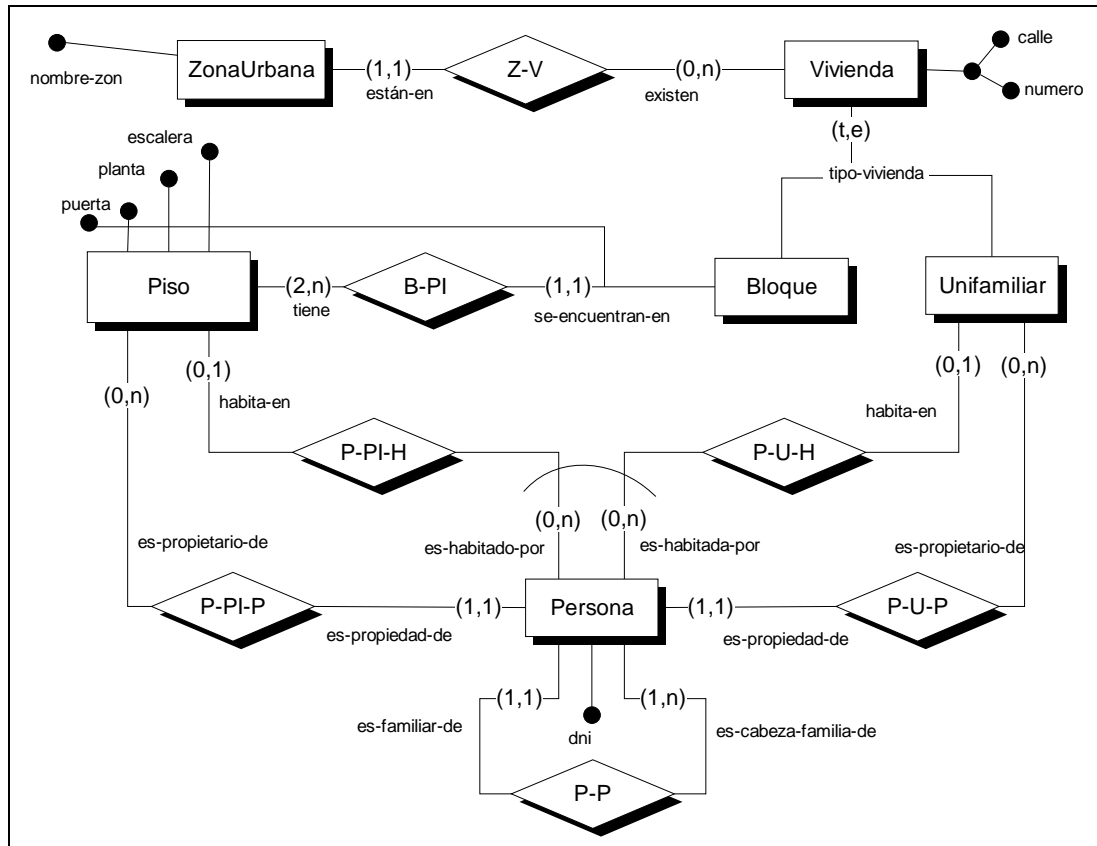 calle
ZonaUrbana
(1,1)
Z-V
(0,n)
Vivienda
nombre-zon
están-en
existen
numero
(t,e)
escalera
planta
tipo-vivienda
puerta
Piso
(2,n)
B-PI
(1,1)
Bloque
Unifamiliar
tiene
se-encuentran-en
(0,n)
(0,1)
(0,1)
(0,n)
habita-en
habita-en
P-PI-H
P-U-H
(0,n)
(0,n)
es-propietario-de
es-habitado-por
es-habitada-por
es-propietario-de
P-PI-P
(1,1)
Persona
(1,1)
P-U-P
es-propiedad-de
es-propiedad-de
(1,1)
(1,n)
es-familiar-de
dni
es-cabeza-familia-de
P-P